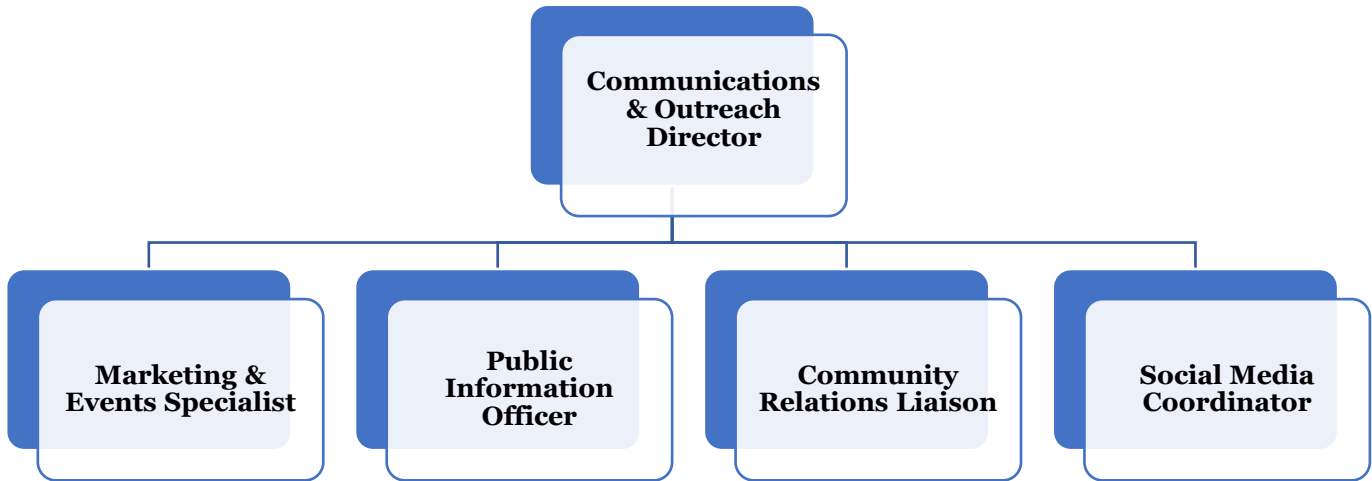 Communications
& Outreach
Director
Marketing &
Events Specialist
Public
Information
Officer
Community
Relations Liaison
Social Media
Coordinator